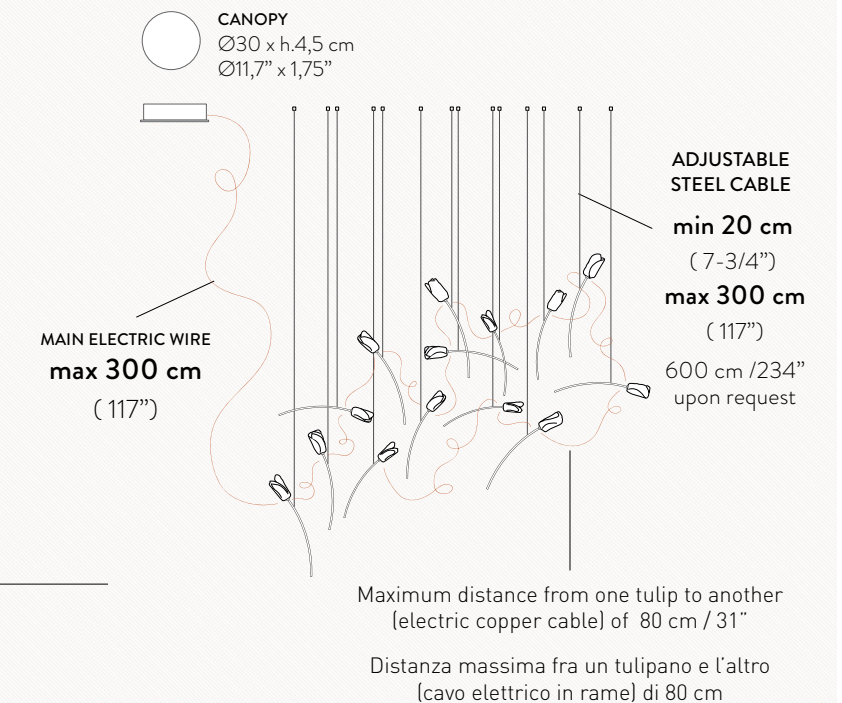 CANOPY
Ø30 x h.4,5 cm
Ø11,7” x 1,75”
ADJUSTABLE
STEEL CABLE
min 20 cm
( 7-3/4”)
max 300 cm
( 117”)
600 cm /234”
upon request
MAIN ELECTRIC WIRE
max 300 cm
( 117”)
Maximum distance from one tulip to another
(electric copper cable) of 80 cm / 31”
Distanza massima fra un tulipano e l’altro
(cavo elettrico in rame) di 80 cm